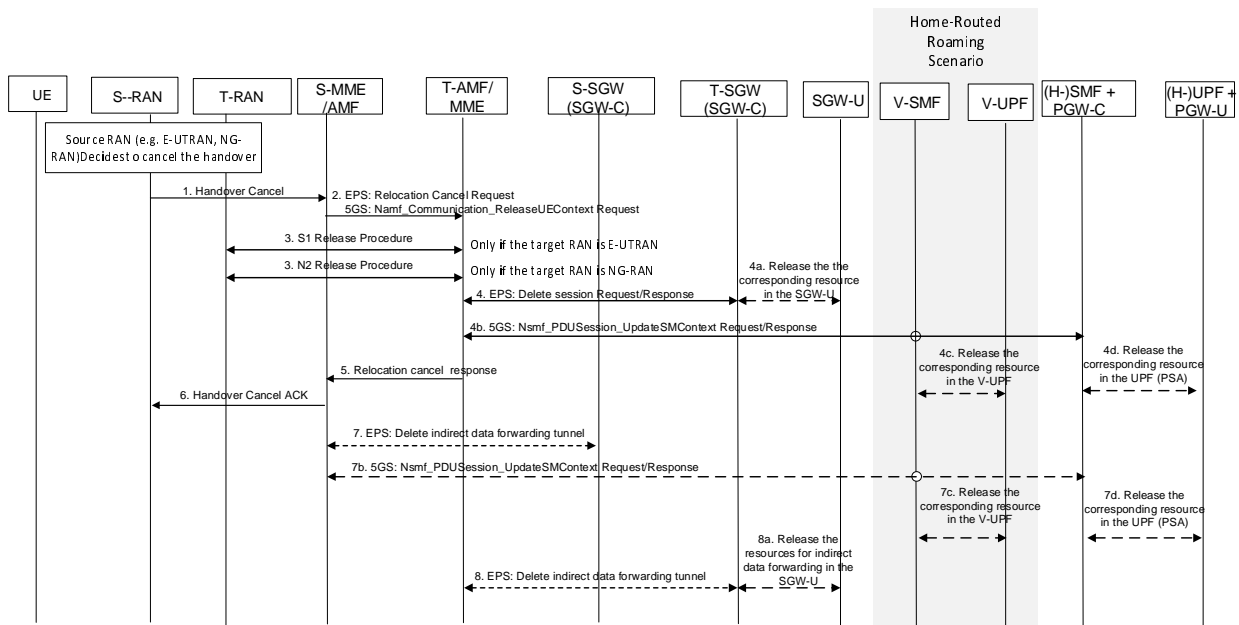 Home-Routed
Roaming
Scenario
UE
S--RAN
T-RAN
S-MME
/AMF
T-AMF/
MME
S-SGW
(SGW-C)
T-SGW
(SGW-C)
SGW-U
V-SMF
V-UPF
(H-)SMF +
PGW-C
(H-)UPF +
PGW-U
Source RAN (e.g. E-UTRAN, NG-
RAN)Decides to cancel the handover
1. Handover Cancel
2. EPS: Relocation Cancel Request
5GS: Namf_Communication_ReleaseUEContext Request
3. S1 Release Procedure
Only if the target RAN is E-UTRAN
3. N2 Release Procedure
Only if the target RAN is NG-RAN
4a. Release the the
corresponding resource
in the SGW-U
4. EPS: Delete session Request/Response
4b. 5GS: Nsmf_PDUSession_UpdateSMContext Request/Response
4c. Release the
corresponding resource
in the V-UPF
4d. Release the
corresponding resource
in the UPF (PSA)
5. Relocation cancel  response
6. Handover Cancel ACK
7. EPS: Delete indirect data forwarding tunnel
7b. 5GS: Nsmf_PDUSession_UpdateSMContext Request/Response
7c. Release the
corresponding resource
in the V-UPF
7d. Release the
corresponding resource
in the UPF (PSA)
8a. Release the
resources for indirect
data forwarding in the
SGW-U
8. EPS: Delete indirect data forwarding tunnel